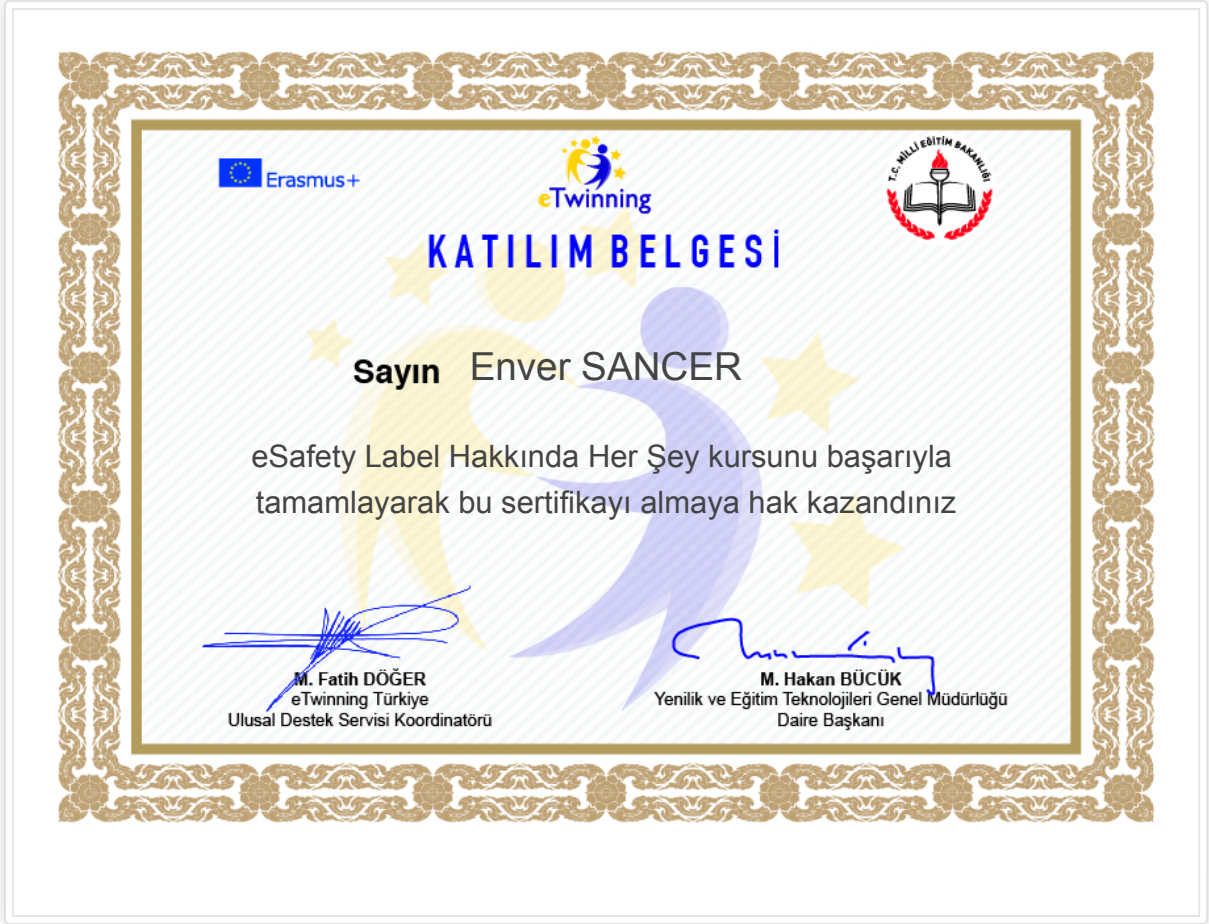 Erasmus+
eTwinning
T.C. MİLLİ EĞİTİM BAKANLIĞI
KATILIM BELGESİ
Sayın Enver SANCER
eSafety Label Hakkında Her Şey kursunu başarıyla
tamamlayarak bu sertifikayı almaya hak kazandınız
M. Fatih DÖĞER
eTwinning Türkiye
Ulusal Destek Servisi Koordinatörü
M. Hakan BÜCÜK
Yenilik ve Eğitim Teknolojileri Genel Müdürlüğü
Daire Başkanı